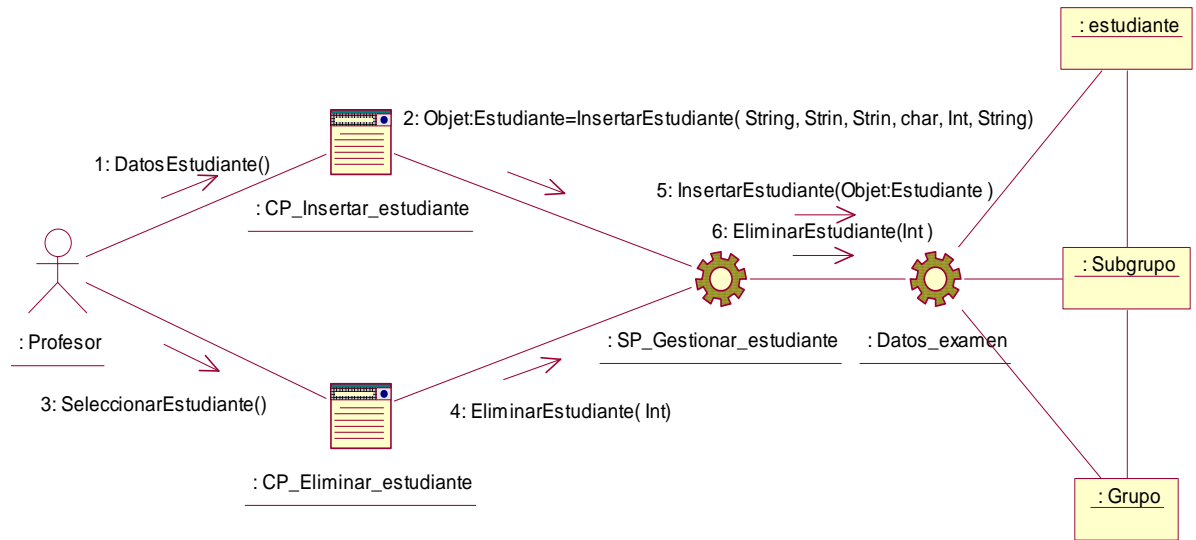 : estudiante
2: Objet:Estudiante=InsertarEstudiante( String, Strin, Strin, char, Int, String)
1: DatosEstudiante()
: CP_Insertar_estudiante
5: InsertarEstudiante(Objet:Estudiante )
6: EliminarEstudiante(Int )
: Subgrupo
: Profesor
: SP_Gestionar_estudiante
: Datos_examen
3: SeleccionarEstudiante()
4: EliminarEstudiante( Int)
: CP_Eliminar_estudiante
: Grupo